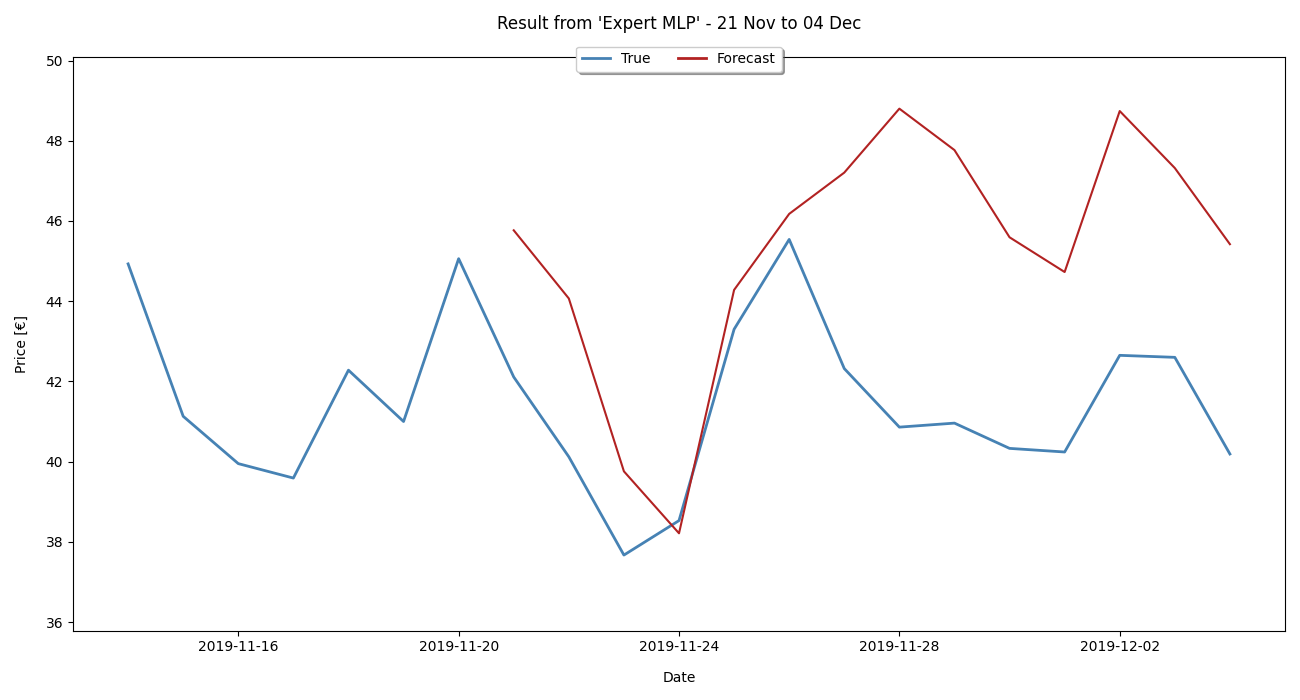 Result from 'Expert MLP' - 21 Nov to 04 Dec
True Forecast
50
48
46
44
42
40
38
36
Price [€]
2019-11-16 2019-11-20 2019-11-24 2019-11-28 2019-12-02
Date